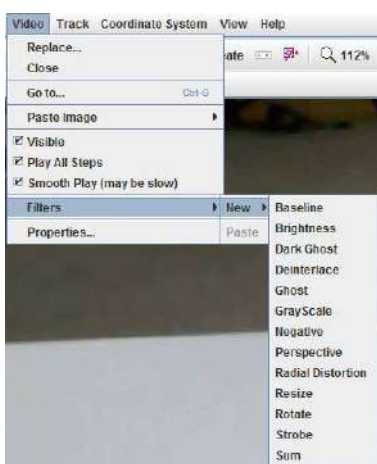 Video Track Coordinate System View Help
Replace...
Close
Go to... Ctrl-G
Paste Image
Visible
Play All Steps
Smooth Play (may be slow)
Filters
Properties...
ate
112%
New
Paste
Baseline
Brightness
Dark Ghost
Deinterlace
Ghost
GrayScale
Negative
Perspective
Radial Distortion
Resize
Rotate
Strobe
Sum